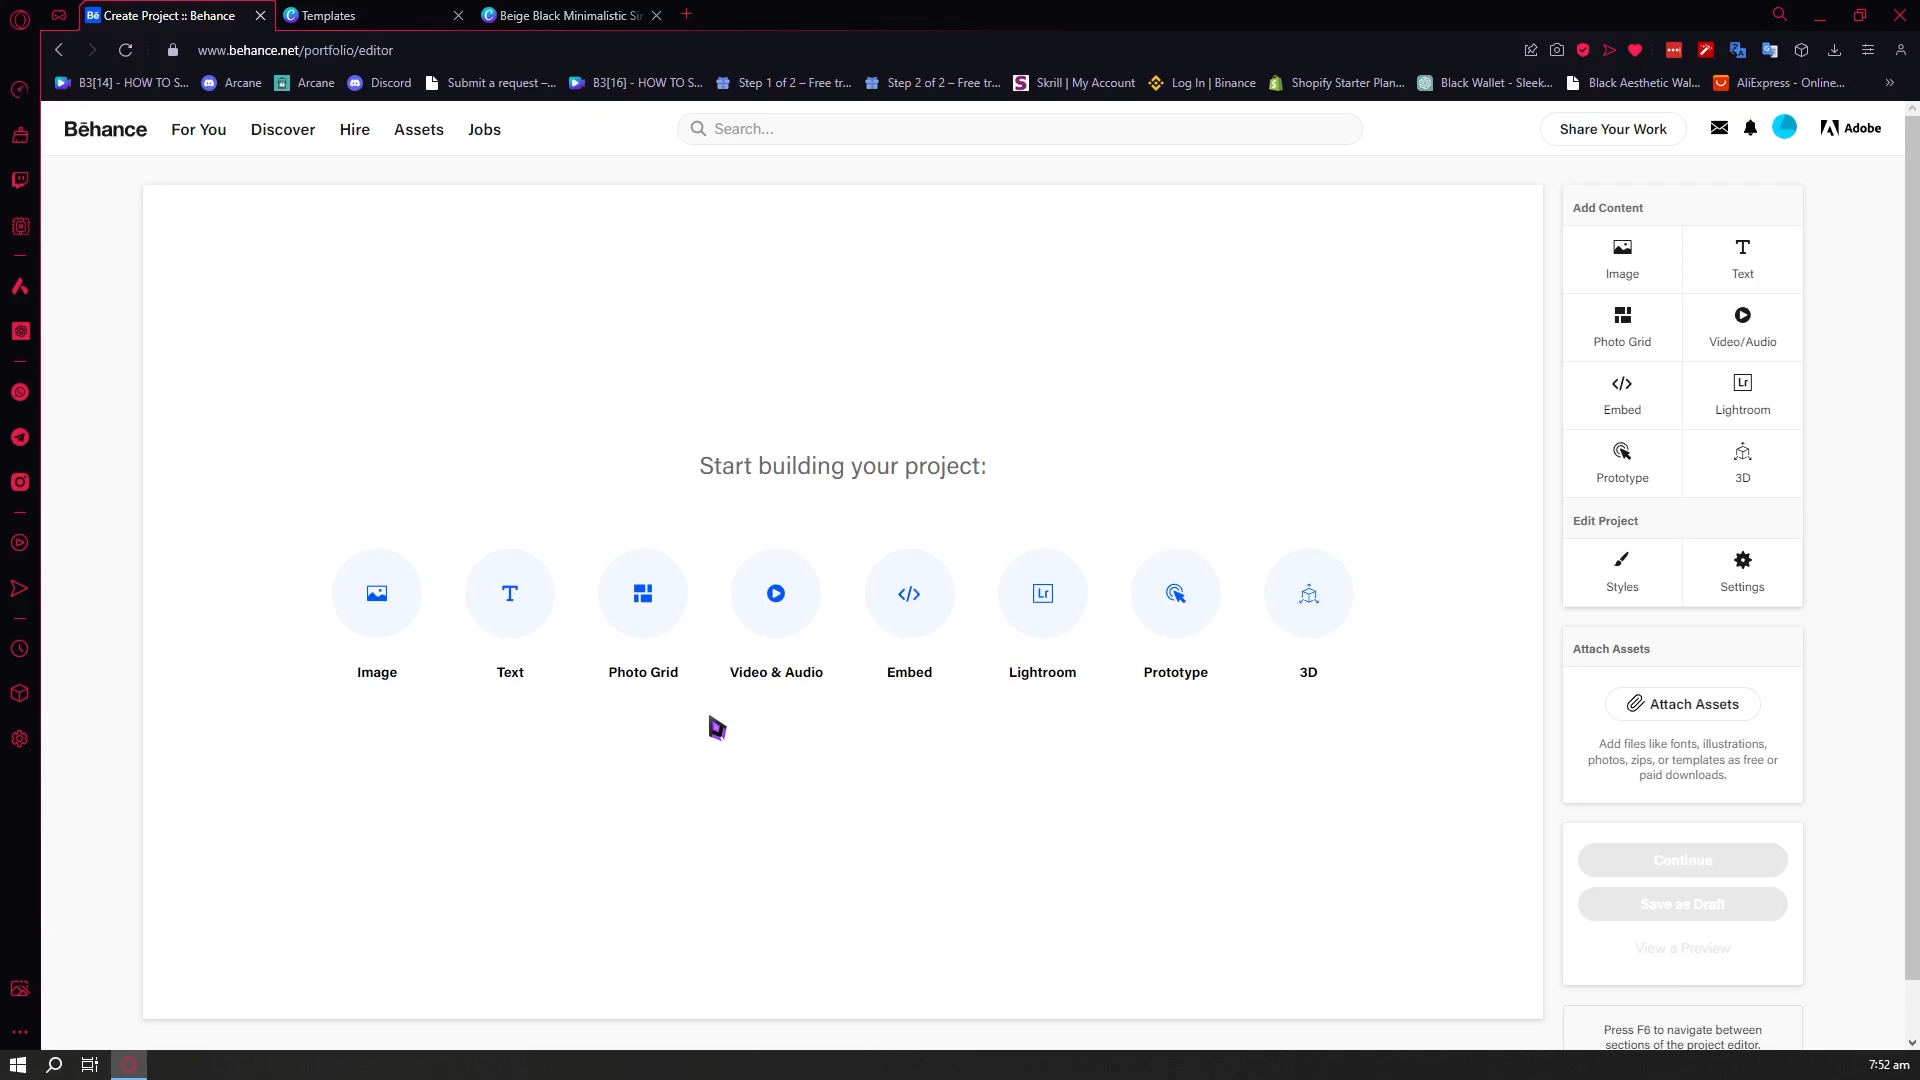 Create Project :: Behance
Templates
Beige Black Minimalistic Sir
www.behance.net/portfolio/editor
B3[14] - HOW TO S...
Arcane
Arcane
Discord
Submit a request –...
B3[16] - HOW TO S...
Step 1 of 2 – Free tr...
Step 2 of 2 – Free tr...
Skrill | My Account
Log In | Binance
Shopify Starter Plan...
Black Wallet - Sleek...
Black Aesthetic Wal...
AliExpress - Online...
Bēhance
For You
Discover
Hire
Assets
Jobs
Search...
Share Your Work
Adobe
Start building your project:
Image
Text
Photo Grid
Video & Audio
Embed
Lr
Lightroom
Prototype
3D
Add Content
Image
Text
Photo Grid
Video/Audio
Embed
Lr
Lightroom
Prototype
3D
Edit Project
Styles
Settings
Attach Assets
Attach Assets
Add files like fonts, illustrations,
photos, zips, or templates as free or
paid downloads.
Continue
Save as Draft
View a Preview
Press F6 to navigate between
sections of the project editor.
7:52 am